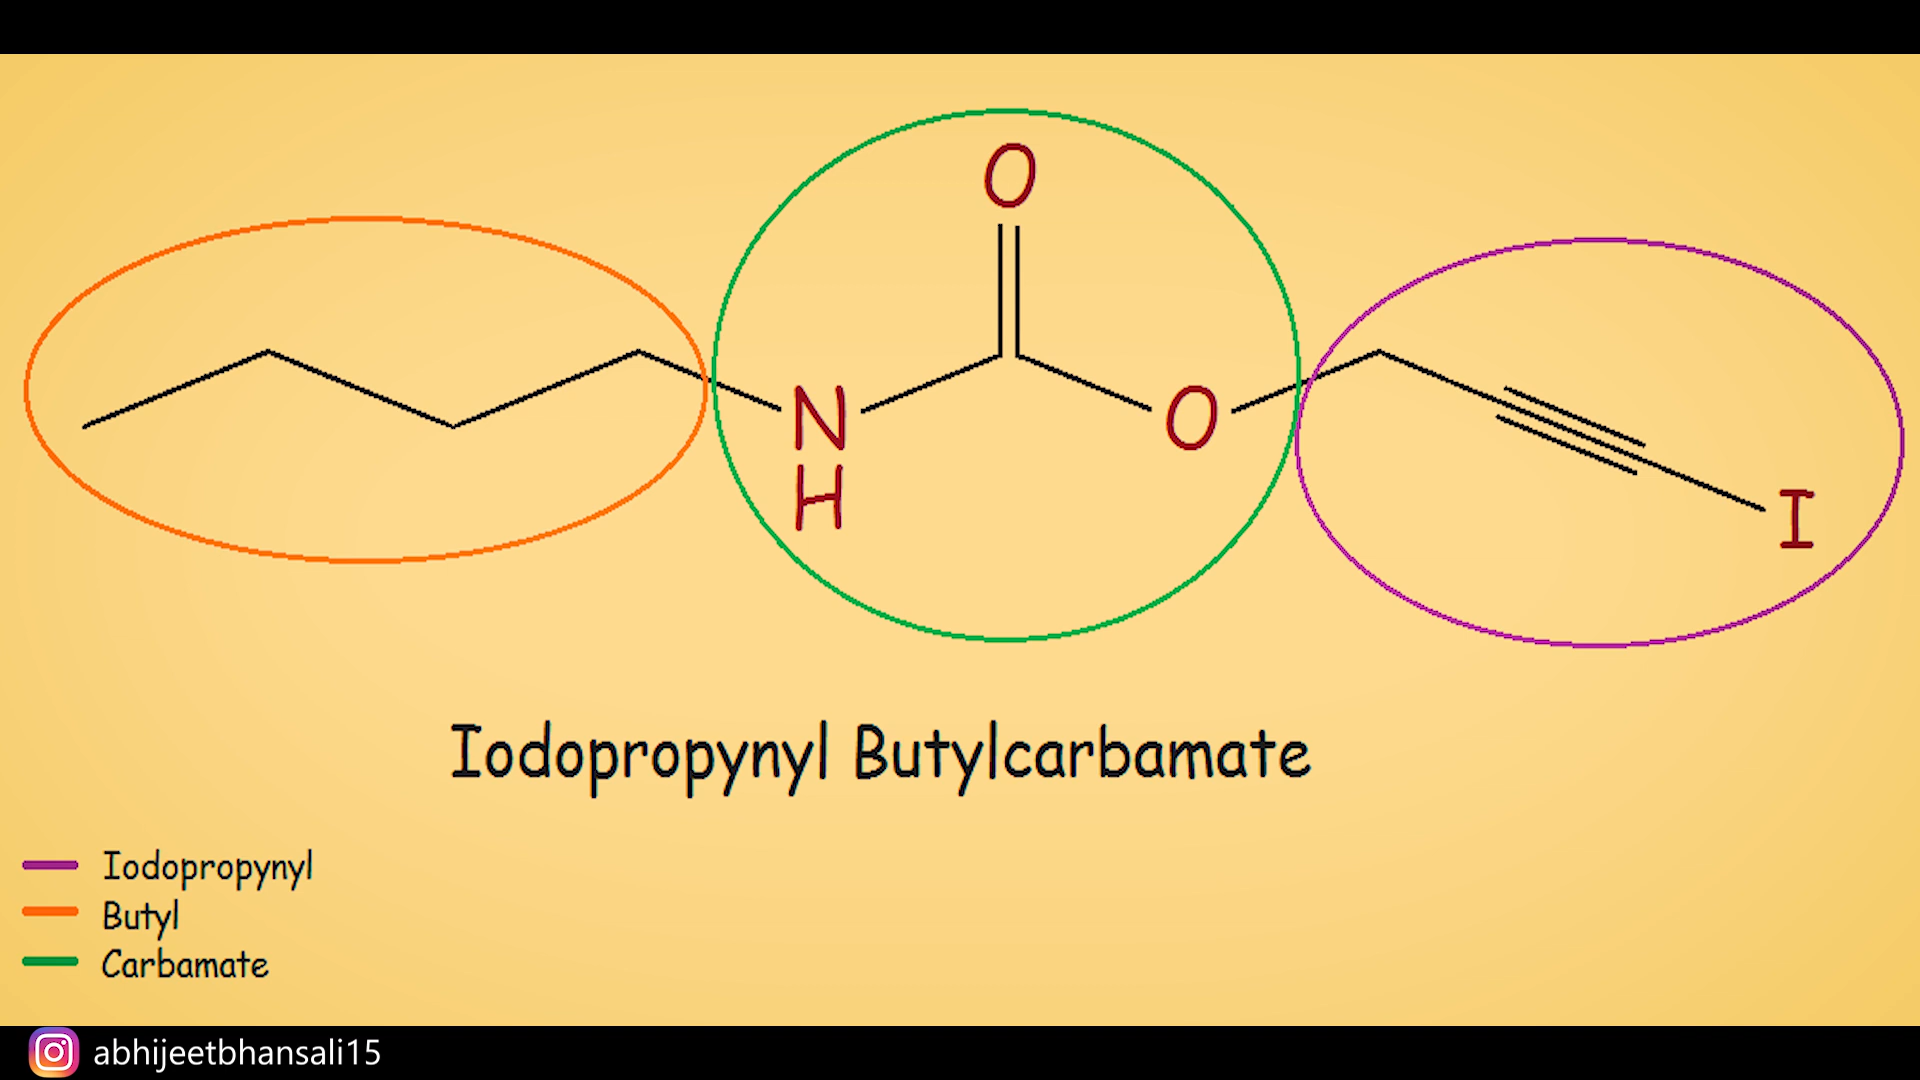 O
N
H
O
I
Iodopropynyl Butylcarbamate
Iodopropynyl
Butyl
Carbamate
abhijeetbhansali15